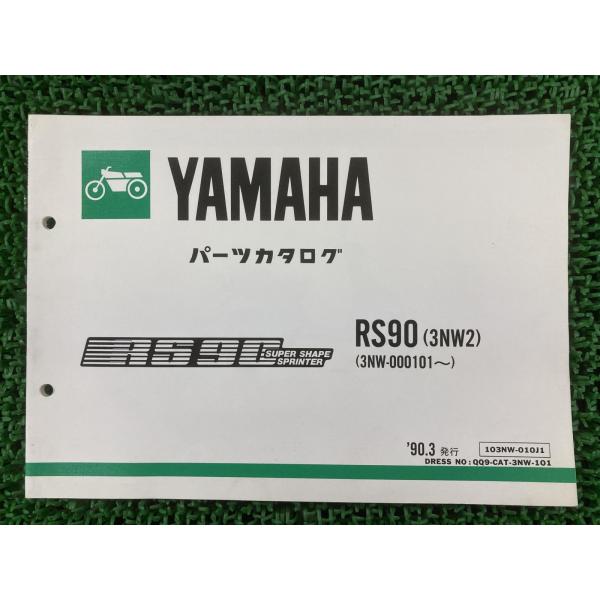 YAMAHA
パーツカタログ
RS90 SUPER SHAPE SPRINTER
RS90 (3NW2)
(3NW-000101〜)
'90.3 発行
103NW-010J1
DRESS NO : QQ9-CAT-3NW-101